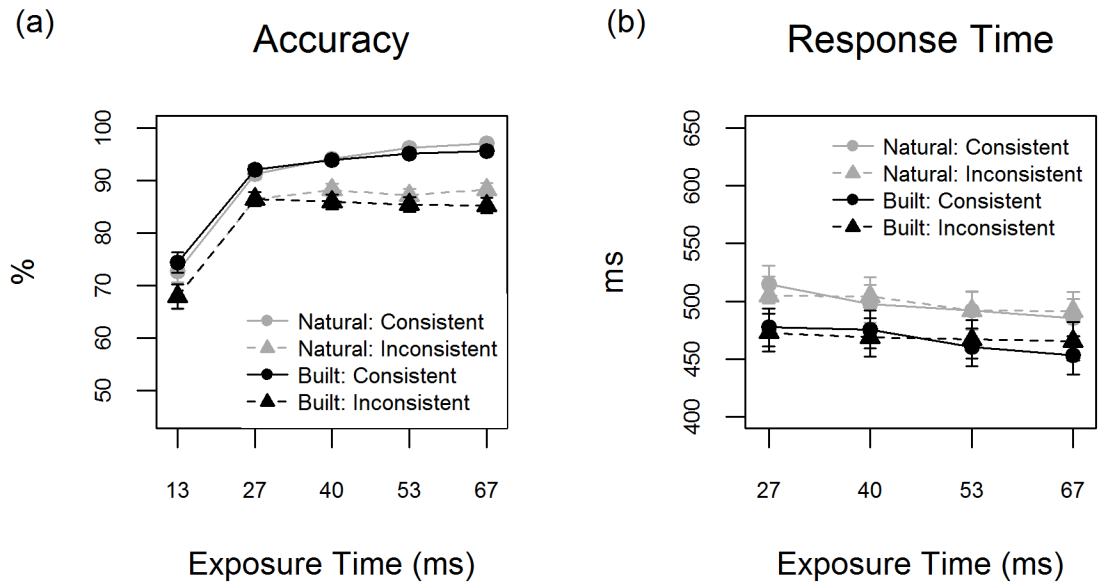 (a)
Accuracy
%
100
90
80
70
60
50
Natural: Consistent
Natural: Inconsistent
Built: Consistent
Built: Inconsistent
13 27 40 53 67
Exposure Time (ms)
(b)
Response Time
ms
650
600
550
500
450
400
Natural: Consistent
Natural: Inconsistent
Built: Consistent
Built: Inconsistent
27 40 53 67
Exposure Time (ms)